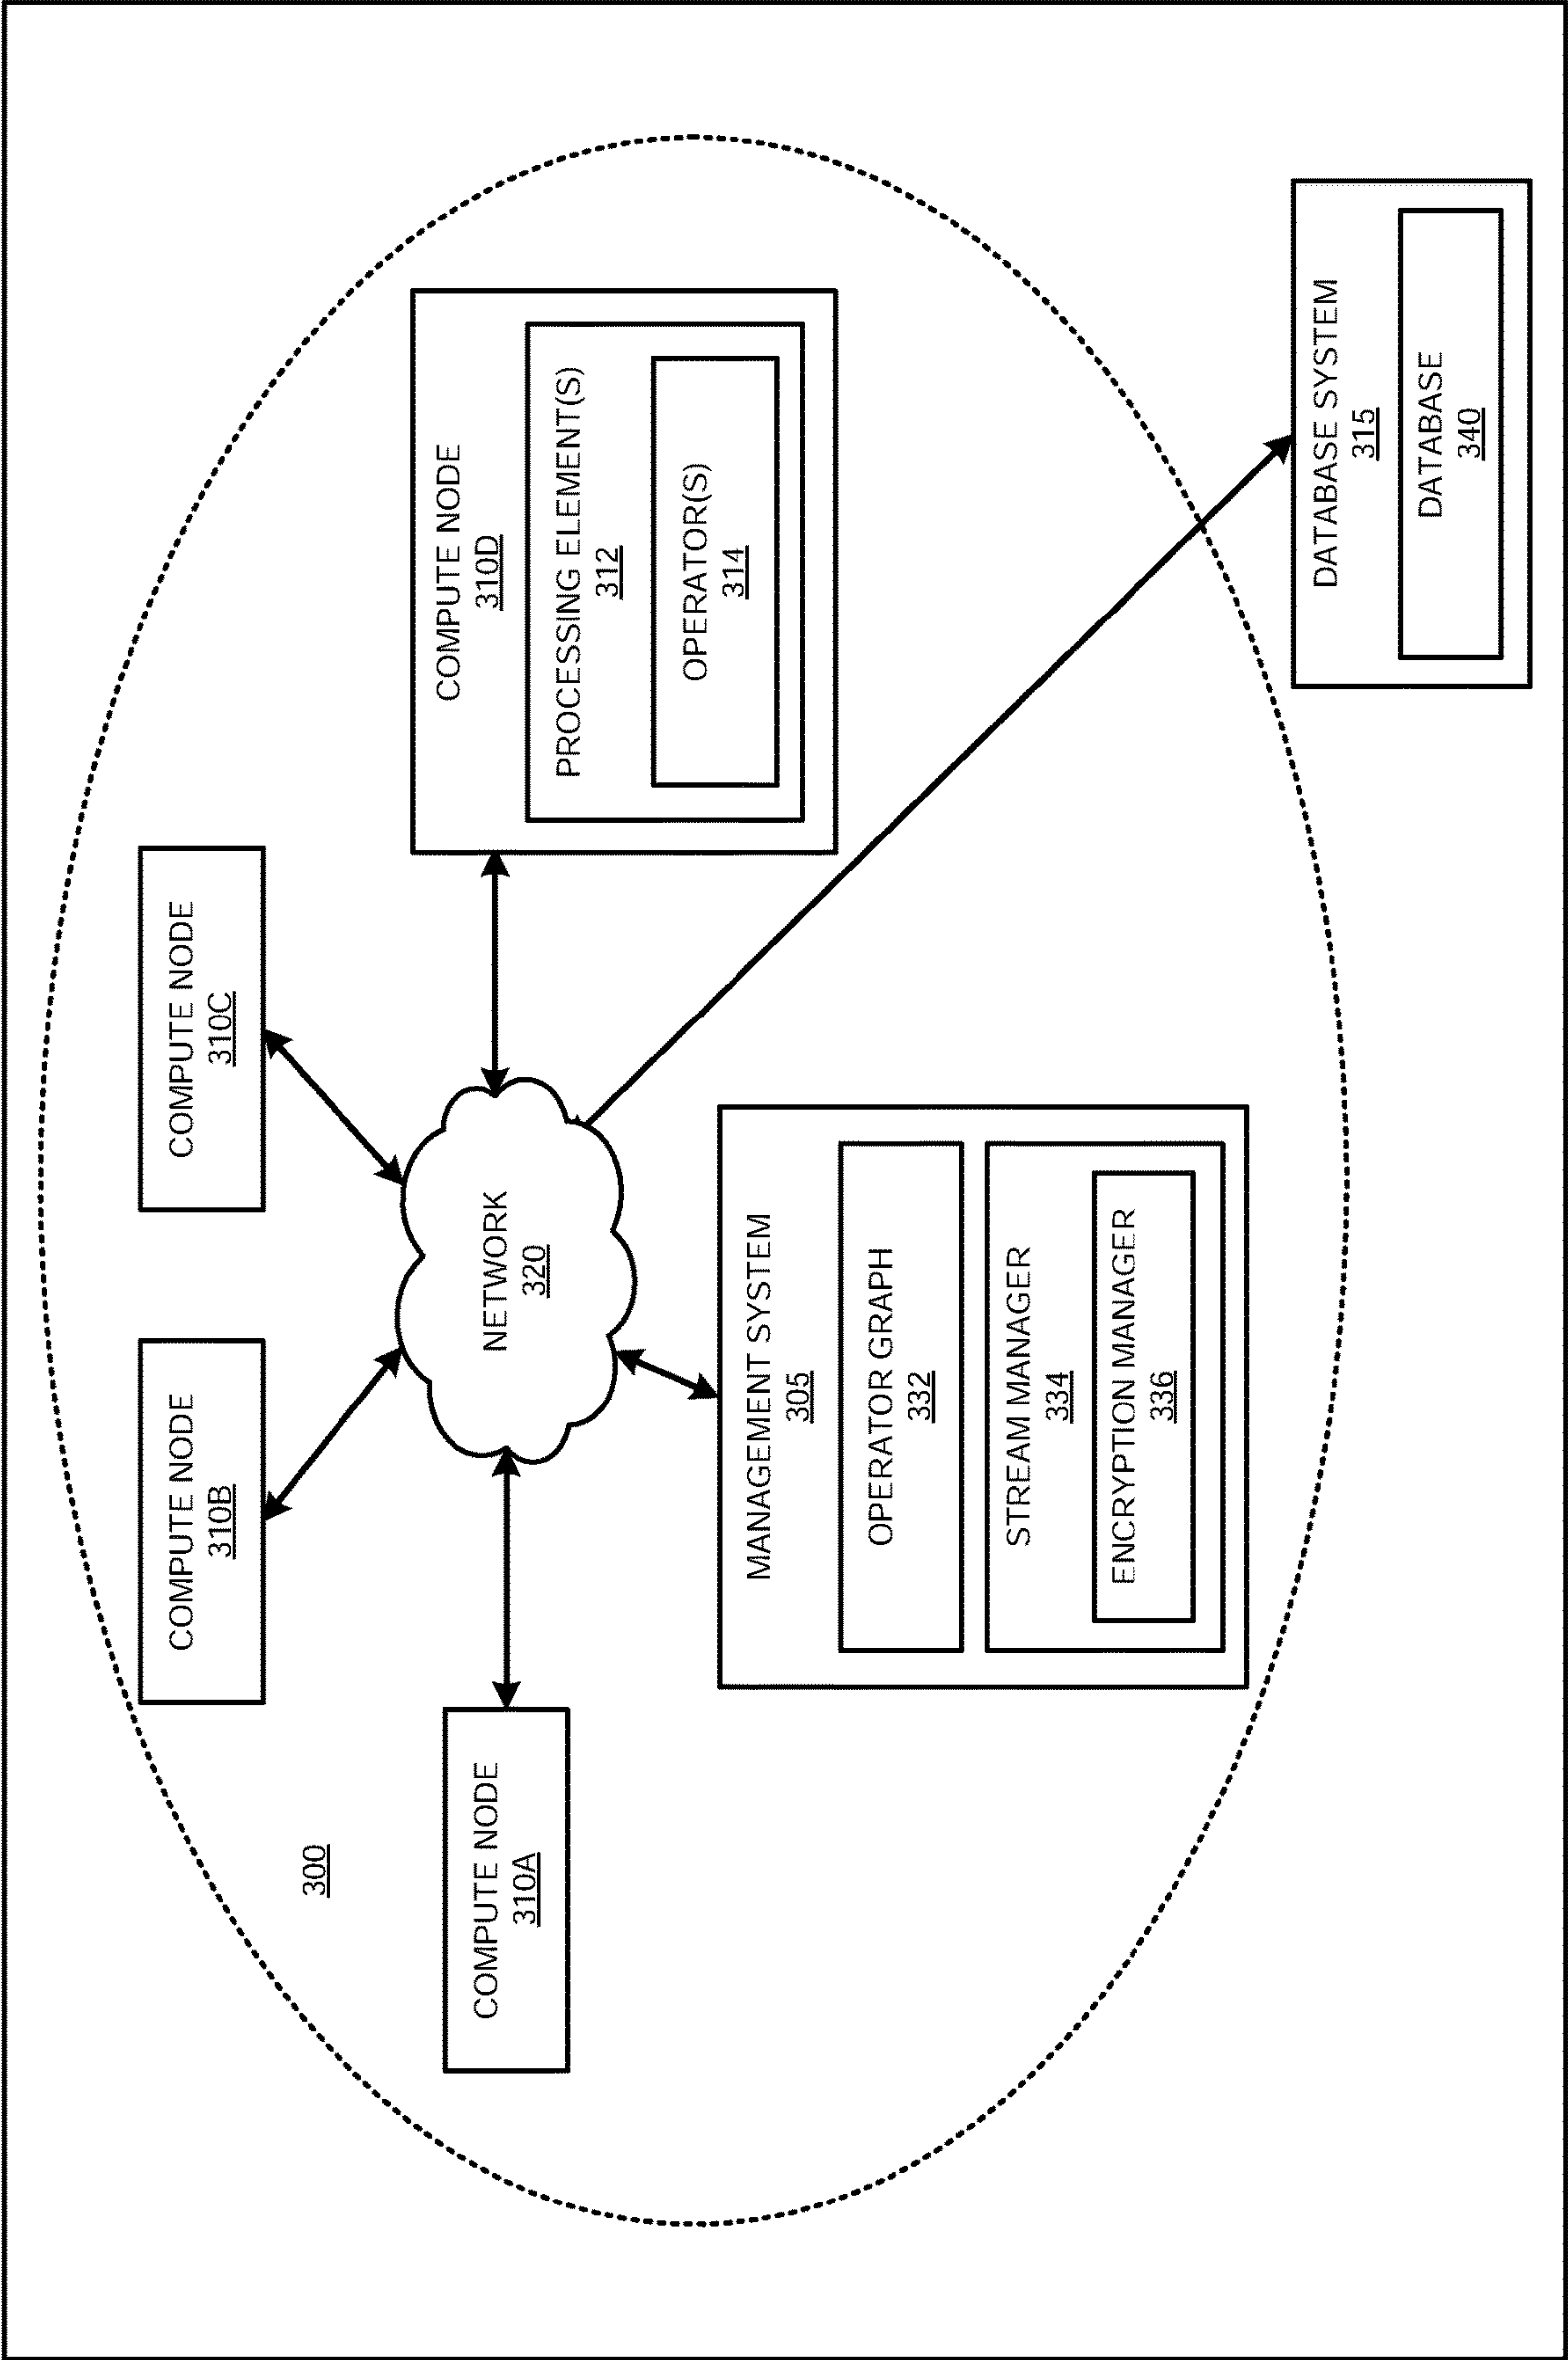 300
COMPUTE NODE
310B
COMPUTE NODE
310C
COMPUTE NODE
310A
NETWORK
320
COMPUTE NODE
310D
PROCESSING ELEMENT(S)
312
OPERATOR(S)
314
MANAGEMENT SYSTEM
305
OPERATOR GRAPH
332
STREAM MANAGER
334
ENCRYPTION MANAGER
336
DATABASE SYSTEM
315
DATABASE
340